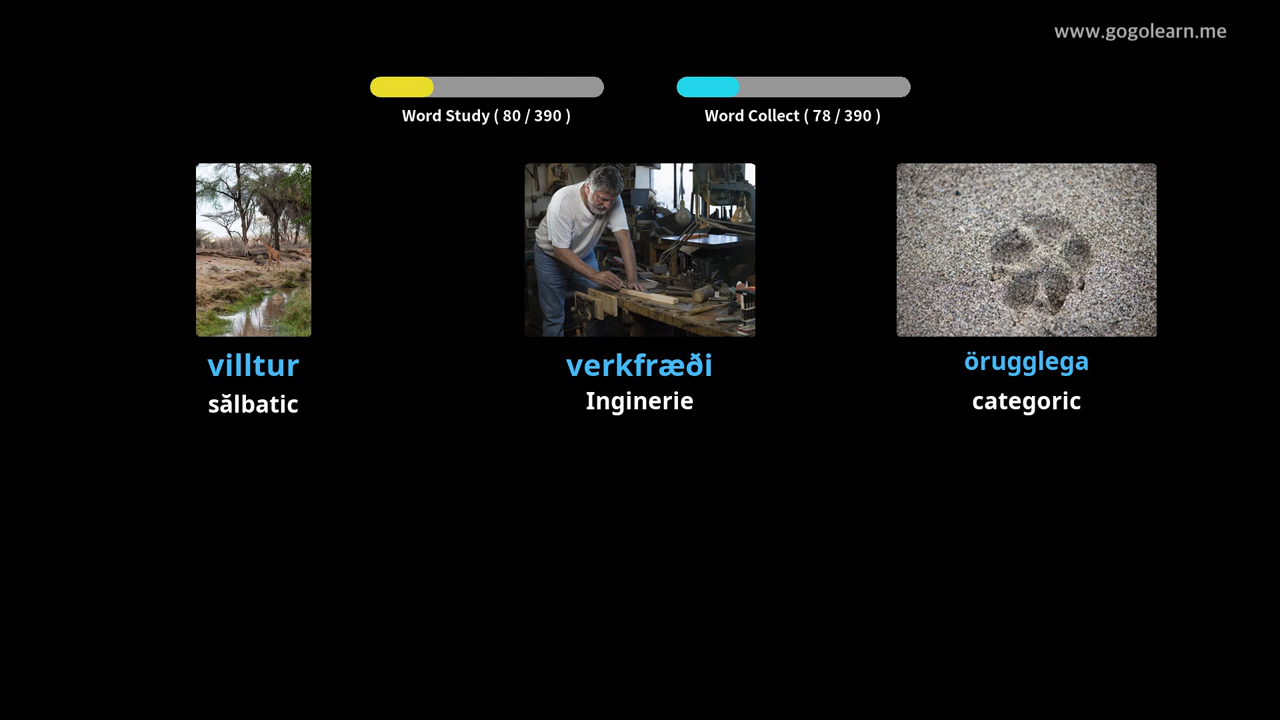 www.gogolearn.me
Word Study ( 80 / 390 )
Word Collect ( 78 / 390 )
villtur
sălbatic
verkfræði
Inginerie
örugglega
categoric